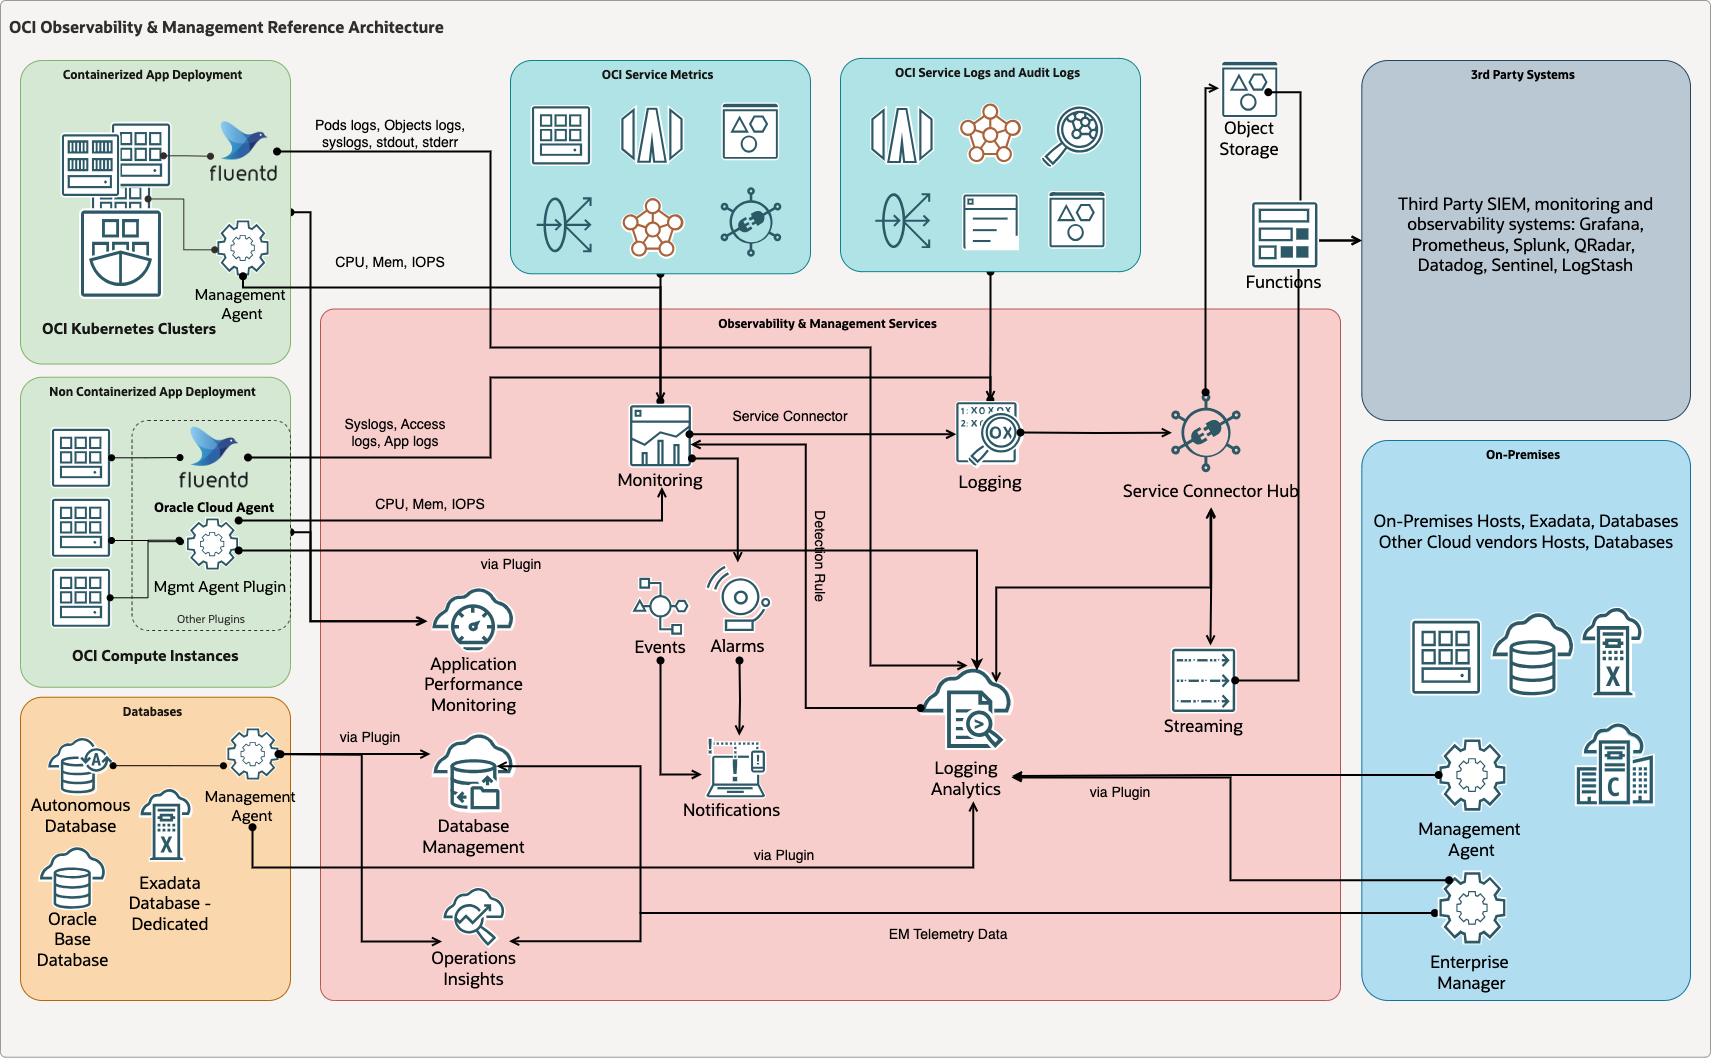 OCI Observability & Management Reference Architecture
Containerized App Deployment
fluentd
Management
Agent
OCI Kubernetes Clusters
Pods logs, Objects logs,
syslogs, stdout, stderr
CPU, Mem, IOPS
OCI Service Metrics
OCI Service Logs and Audit Logs
Object
Storage
Functions
3rd Party Systems
Third Party SIEM, monitoring and
observability systems: Grafana,
Prometheus, Splunk, QRadar,
Datadog, Sentinel, LogStash
Non Containerized App Deployment
fluentd
Oracle Cloud Agent
Mgmt Agent Plugin
Other Plugins
OCI Compute Instances
Syslogs, Access
logs, App logs
CPU, Mem, IOPS
via Plugin
Observability & Management Services
Monitoring
Service Connector
1: X0 X0X
2: X
OX
Logging
Service Connector Hub
Detection Rule
Application
Performance
Monitoring
Events
Alarms
Streaming
Notifications
Logging
Analytics
via Plugin
Databases
A
Autonomous
Database
Management
Agent
X
Exadata
Database -
Dedicated
Oracle
Base
Database
via Plugin
Database
Management
via Plugin
Operations
Insights
EM Telemetry Data
On-Premises
On-Premises Hosts, Exadata, Databases
Other Cloud vendors Hosts, Databases
X
C
Management
Agent
Enterprise
Manager